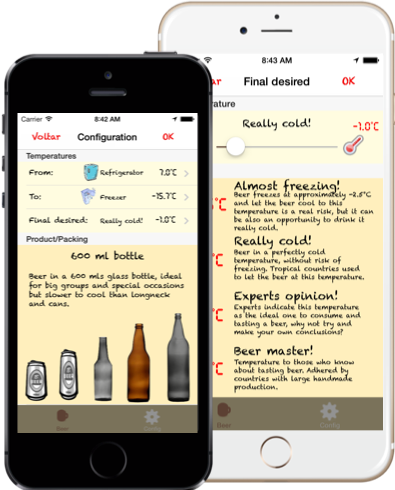 Carrier 8:42 AM
Voltar Configuration OK
Temperatures
From: Refrigerator 7.0°C
To: Freezer -15.7°C
Final desired: Really cold! -1.0°C
Product/Packing
600 ml bottle
Beer in a 600 mls glass bottle, ideal
for big groups and special occasions
but slower to cool than longneck
and cans.
Beer Config
8:43 AM
Final desired OK
Really cold! -1.0°C
Almost freezing!
Beer freezes at approximately -2.5°C
and let the beer cool to this
temperature is a real risk, but it can
be also an opportunity to drink it
really cold.
Really cold!
Beer in a perfectly cold
temperature, without risk of
freezing. Tropical countries used
to let the beer at this temperature.
Experts opinion!
Experts indicate this temperature
as the ideal one to consume and
tasting a beer, why not try and
make your own conclusions?
Beer master!
Temperature to those who know
about tasting beer. Adhered by
countries with large handmade
production.
Beer Config